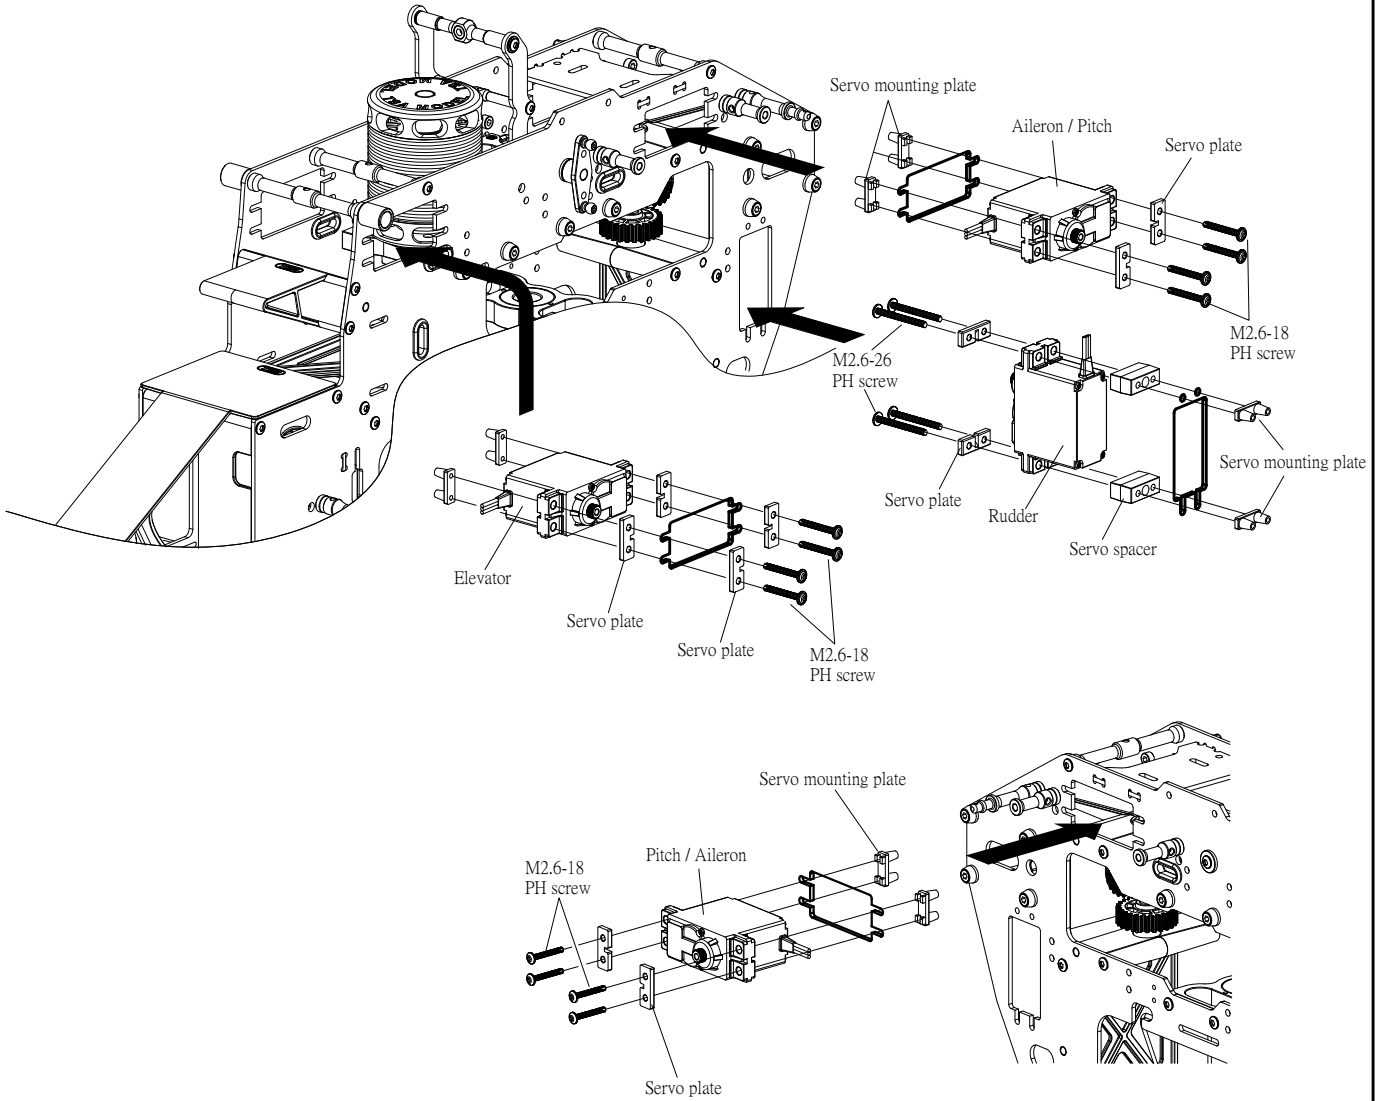 Servo mounting plate
Aileron / Pitch
Servo plate
M2.6-18
PH screw
M2.6-26
PH screw
Servo plate
Rudder
Servo spacer
Servo mounting plate
Elevator
Servo plate
Servo plate
M2.6-18
PH screw
Servo mounting plate
Pitch / Aileron
M2.6-18
PH screw
Servo plate